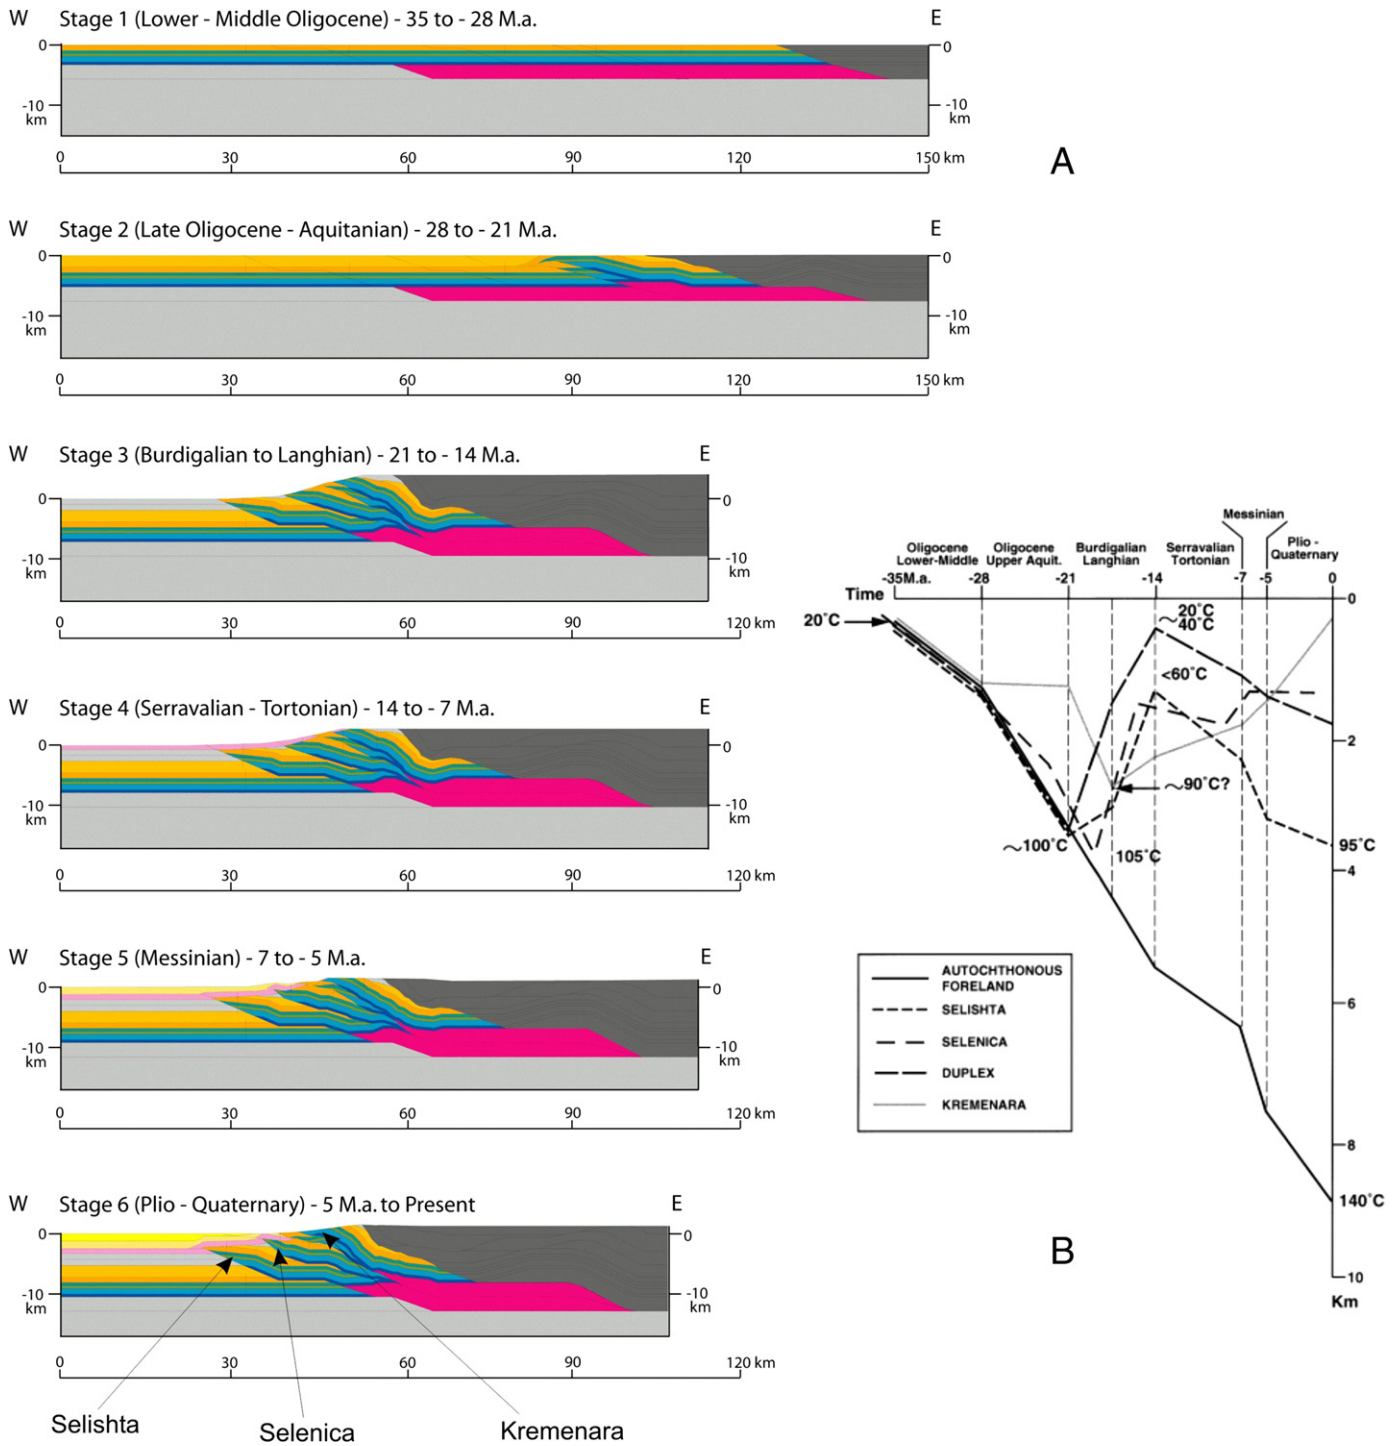 W Stage 1 (Lower - Middle Oligocene) - 35 to - 28 M.a. E
0 0
-10 km -10 km
0 30 60 90 120 150 km
A
W Stage 2 (Late Oligocene - Aquitanian) - 28 to - 21 M.a. E
0 0
-10 km -10 km
0 30 60 90 120 150 km
W Stage 3 (Burdigalian to Langhian) - 21 to - 14 M.a. E
0 0
-10 km -10 km
0 30 60 90 120 km
W Stage 4 (Serravalian - Tortonian) - 14 to - 7 M.a. E
0 0
-10 km -10 km
0 30 60 90 120 km
W Stage 5 (Messinian) - 7 to - 5 M.a. E
0 0
-10 km -10 km
0 30 60 90 120 km
W Stage 6 (Plio - Quaternary) - 5 M.a. to Present E
0 0
-10 km -10 km
0 30 60 90 120 km
Selishta
Selenica
Kremenara
Messinian
Oligocene Lower-Middle
Oligocene Upper Aquit.
Burdigalian Langhian
Serravalian Tortonian
Plio - Quaternary
-35M.a. -28 -21 -14 -7 -5 0
Time
0
20°C
~20°C
40°C
<60°C
2
~90°C?
~100°C
105°C
95°C
4
AUTOCHTHONOUS FORELAND
SELISHTA
SELENICA
DUPLEX
KREMENARA
6
8
140°C
B
10
Km